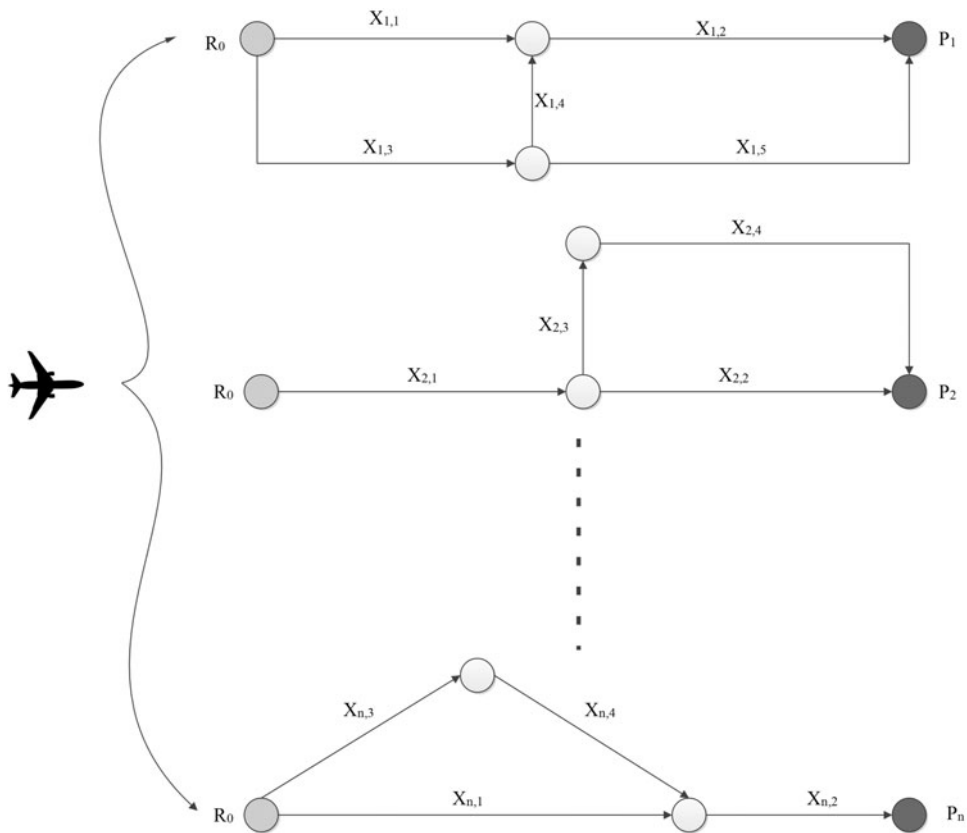 X1,1
R0
X1,2
P1
X1,4
X1,3
X1,5
X2,4
X2,3
X2,1
X2,2
R0
P2
Xn,3
Xn,4
Xn,1
Xn,2
R0
Pn